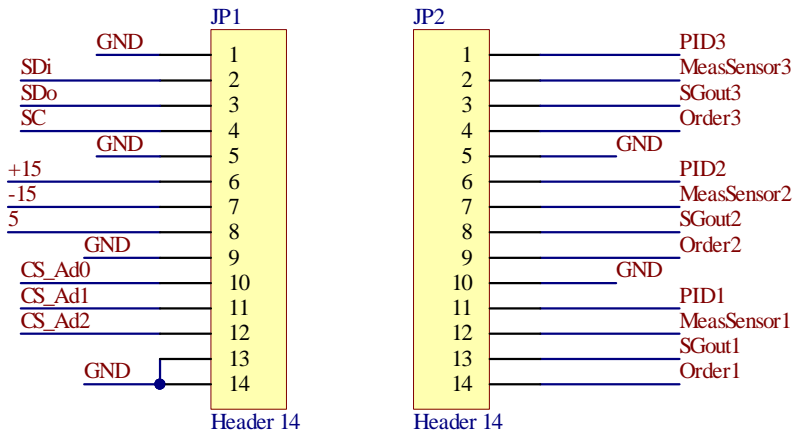 JP1
GND 1
SDi 2
SDo 3
SC 4
GND 5
+15 6
-15 7
5 8
GND 9
CS_Ad0 10
CS_Ad1 11
CS_Ad2 12
13
GND 14
Header 14
JP2
1 PID3
2 MeasSensor3
3 SGout3
4 Order3
5 GND
6 PID2
7 MeasSensor2
8 SGout2
9 Order2
10 GND
11 PID1
12 MeasSensor1
13 SGout1
14 Order1
Header 14